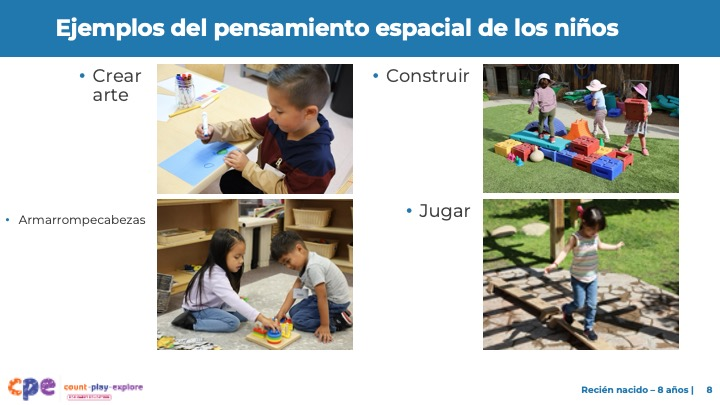 Ejemplos del pensamiento espacial de los niños
• Crear
arte
• Construir
• Armarrompecabezas
• Jugar
cpe count-play-explore
Recién nacido – 8 años | 8